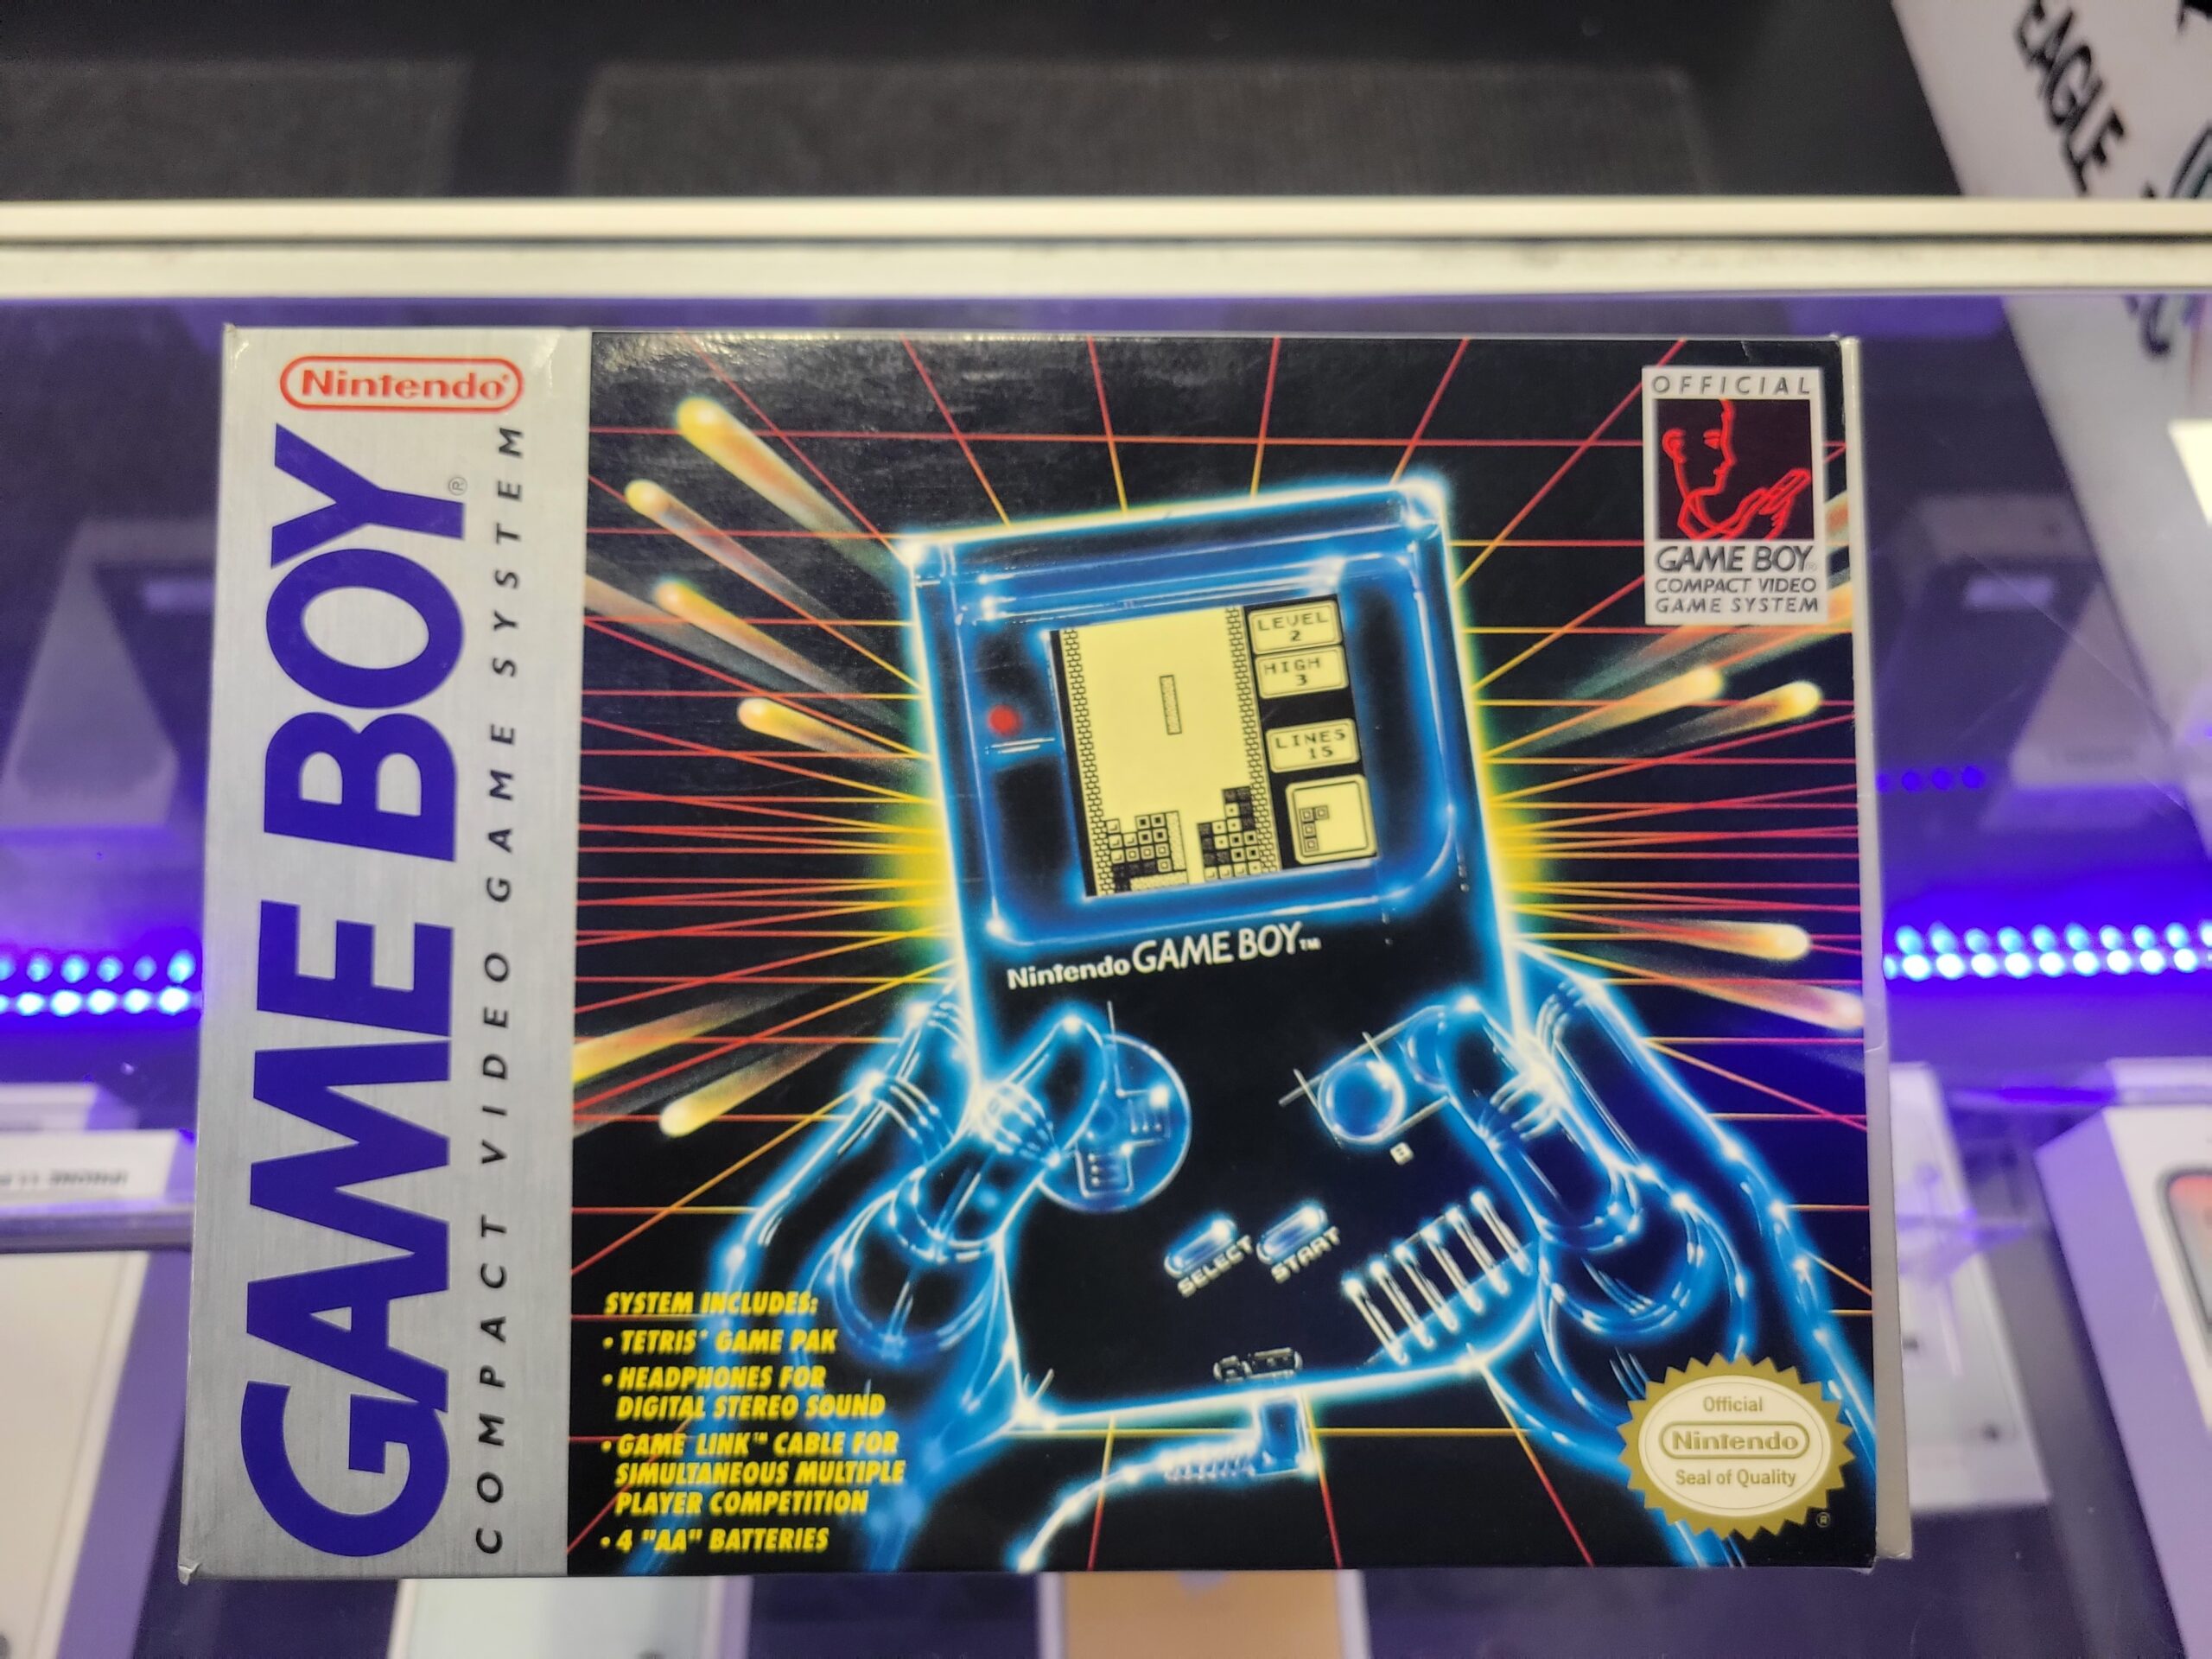 EAGLE
Nintendo®
GAME BOY®
COMPACT VIDEO GAME SYSTEM
OFFICIAL
GAME BOY®
COMPACT VIDEO
GAME SYSTEM
LEVEL
2
HIGH
3
LINES
15
Nintendo GAME BOY™
B
SELECT
START
SYSTEM INCLUDES:
• TETRIS® GAME PAK
• HEADPHONES FOR
DIGITAL STEREO SOUND
• GAME LINK™ CABLE FOR
SIMULTANEOUS MULTIPLE
PLAYER COMPETITION
• 4 "AA" BATTERIES
Official
Nintendo
Seal of Quality
®